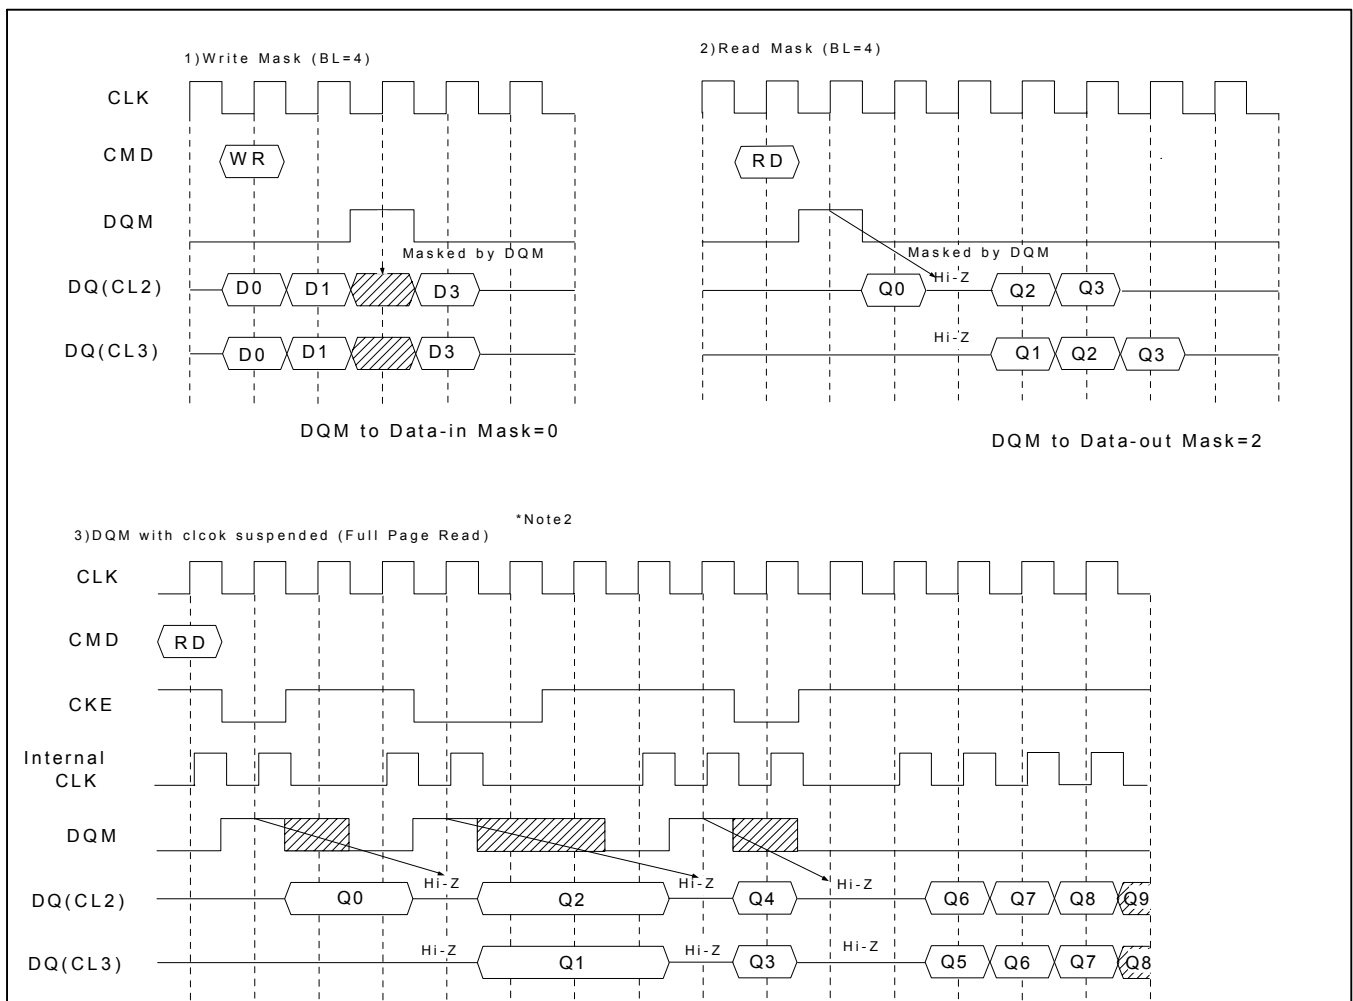 1)Write Mask (BL=4)
2)Read Mask (BL=4)
CLK
CMD
WR
RD
DQM
Masked by DQM
Masked by DQM
DQ(CL2)
D0
D1
D3
Q0
Hi-Z
Q2
Q3
DQ(CL3)
D0
D1
D3
Hi-Z
Q1
Q2
Q3
DQM to Data-in Mask=0
DQM to Data-out Mask=2
*Note2
3)DQM with clcok suspended (Full Page Read)
CLK
CMD
RD
CKE
Internal
CLK
DQM
Hi-Z
Hi-Z
Hi-Z
DQ(CL2)
Q0
Q2
Q4
Q6
Q7
Q8
Q9
Hi-Z
Hi-Z
Hi-Z
DQ(CL3)
Q1
Q3
Q5
Q6
Q7
Q8